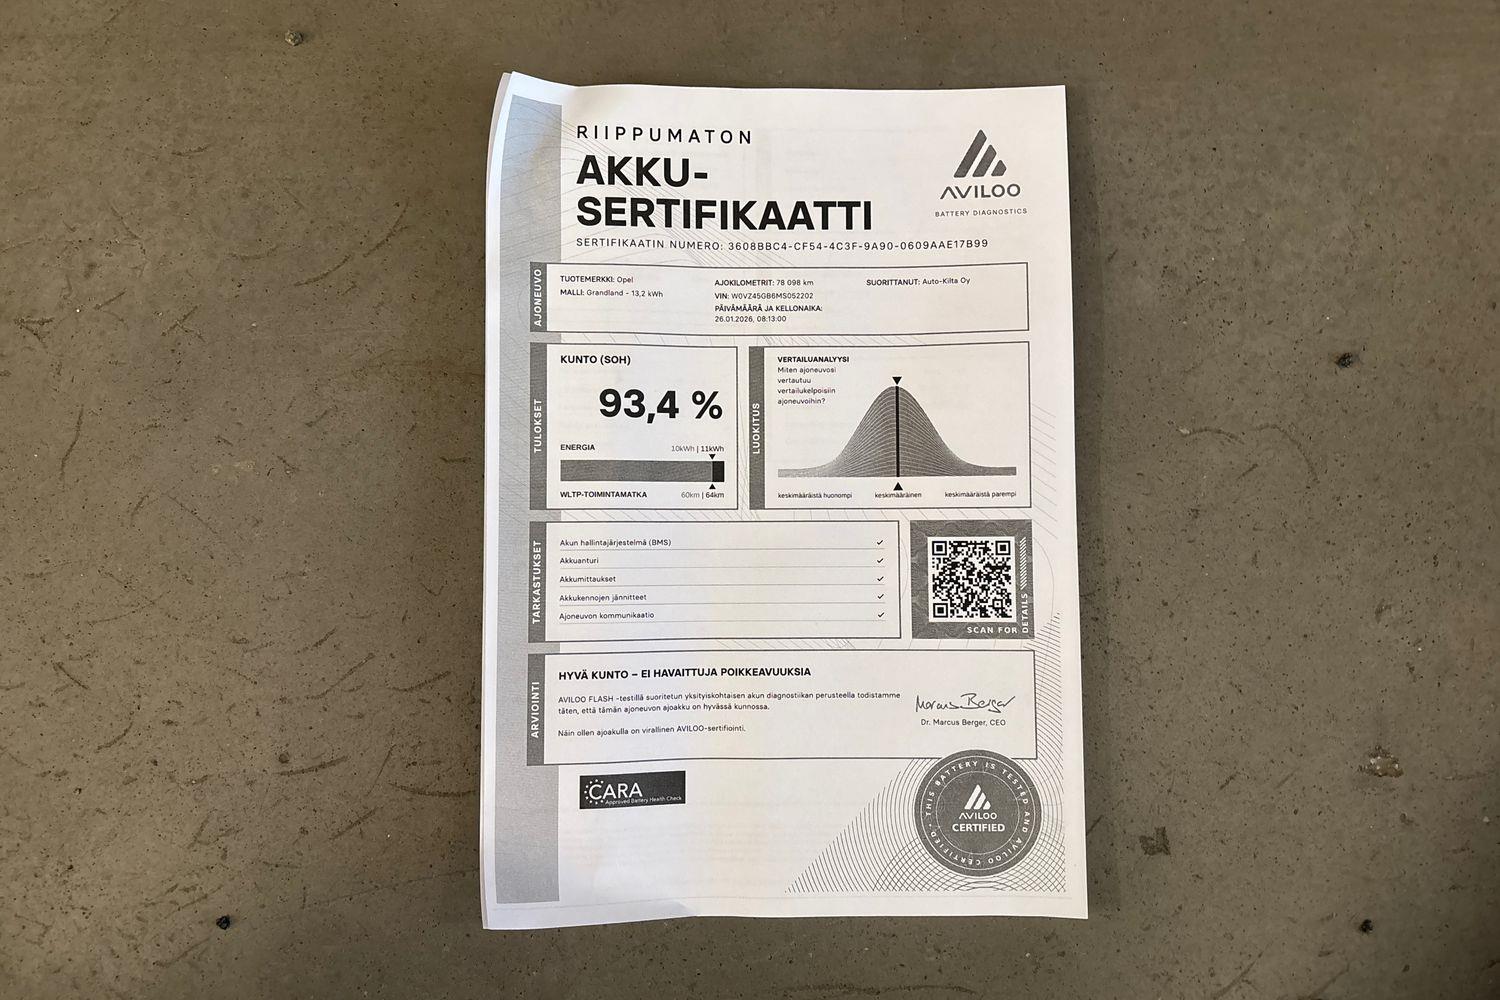 RIIPPUMATON
AKKU-
SERTIFIKAATTI
SERTIFIKAATIN NUMERO: 3608BBC4-CF54-4C3F-9A90-0609AAE17B99
AVILOO
BATTERY DIAGNOSTICS
AJONEUVO
TUOTEMERKKI: Opel
MALLI: Grandland - 13,2 kWh
AJOKILOMETRIT: 78 098 km
VIN: W0VZ45GB6MS052202
PÄIVÄMÄÄRÄ JA KELLONAIKA:
26.01.2026, 08:13:00
SUORITTANUT: Auto-Kilta Oy
TULOKSET
KUNTO (SOH)
93,4 %
ENERGIA 10kWh | 11kWh
WLTP-TOIMINTAMATKA 60km | 64km
LUOKITUS
VERTAILUANALYYSI
Miten ajoneuvosi
vertautuu
vertailukelpoisiin
ajoneuvoihin?
keskimääräistä huonompi keskimääräinen keskimääräistä parempi
TARKASTUKSET
Akun hallintajärjestelmä (BMS)
Akkuanturi
Akkumittaukset
Akkukennojen jännitteet
Ajoneuvon kommunikaatio
SCAN FOR DETAILS
ARVIOINTI
HYVÄ KUNTO – EI HAVAITTUJA POIKKEAVUUKSIA
AVILOO FLASH -testillä suoritetun yksityiskohtaisen akun diagnostiikan perusteella todistamme
täten, että tämän ajoneuvon ajoakku on hyvässä kunnossa.
Näin ollen ajoakulla on virallinen AVILOO-sertifiointi.
Marcus Berger
Dr. Marcus Berger, CEO
CARA
Approved Battery Health Check
THIS BATTERY IS TESTED AND AVILOO CERTIFIED
AVILOO
CERTIFIED